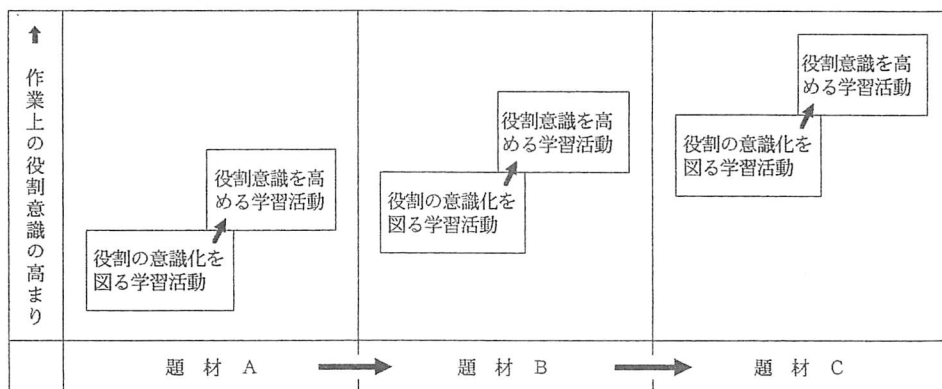 ↑作業上の役割意識の高まり
役割意識を高
める学習活動
役割の意識化を
図る学習活動
役割意識を高
める学習活動
役割の意識化を
図る学習活動
役割意識を高
める学習活動
役割の意識化を
図る学習活動
題材A → 題材B → 題材C